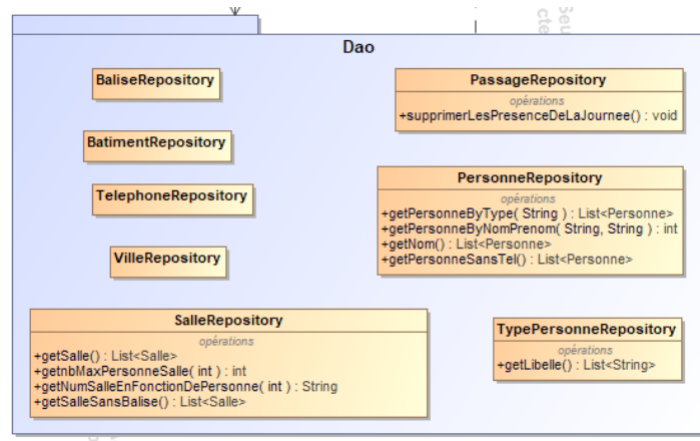 Dao
BaliseRepository
BatimentRepository
TelephoneRepository
VilleRepository
SalleRepository
opérations
+getSalle() : List<Salle>
+getnbMaxPersonneSalle( int ) : int
+getNumSalleEnFonctionDePersonne( int ) : String
+getSalleSansBalise() : List<Salle>
PassageRepository
opérations
+supprimerLesPresenceDeLaJournee() : void
PersonneRepository
opérations
+getPersonneByType( String ) : List<Personne>
+getPersonneByNomPrenom( String, String ) : int
+getNom() : List<Personne>
+getPersonneSansTel() : List<Personne>
TypePersonneRepository
opérations
+getLibelle() : List<String>